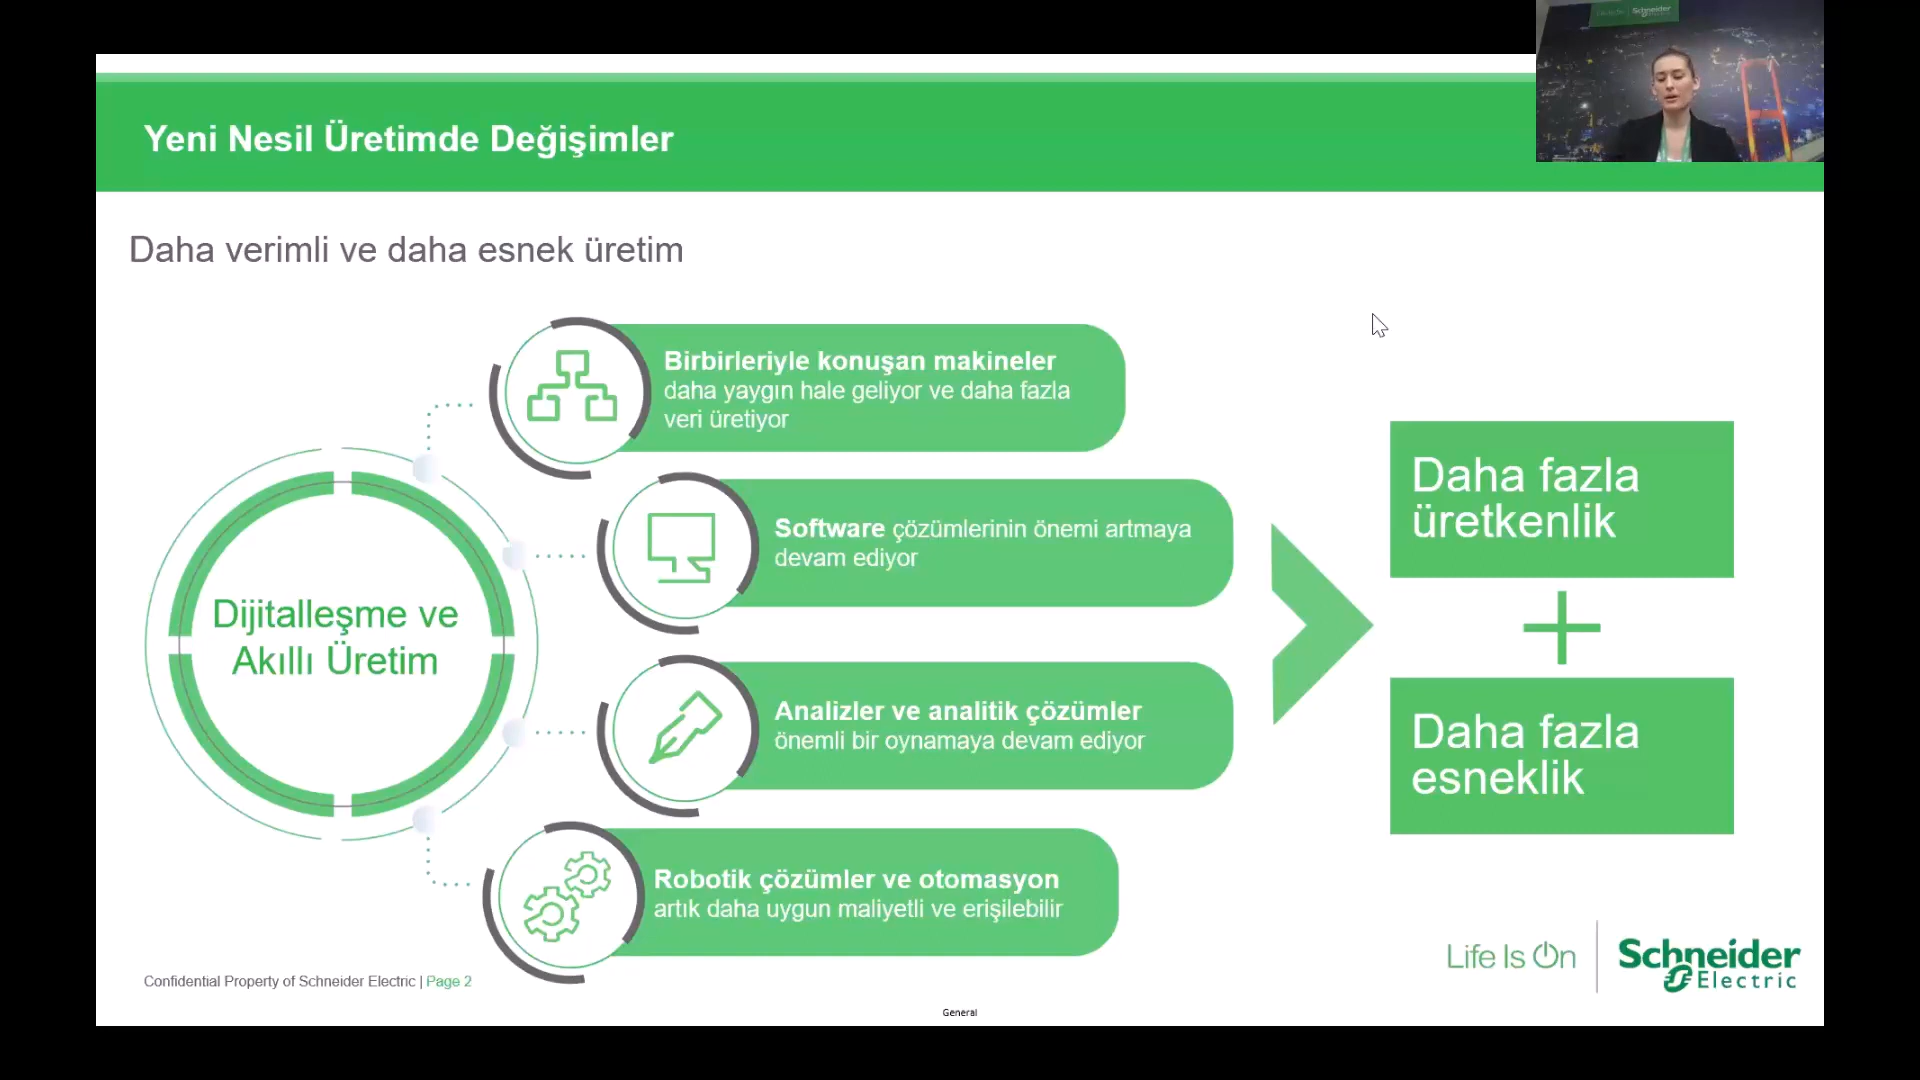 Yeni Nesil Üretimde Değişimler
Schneider
Electric
Daha verimli ve daha esnek üretim
Birbirleriyle konuşan makineler
daha yaygın hale geliyor ve daha fazla
veri üretiyor
Software çözümlerinin önemi artmaya
devam ediyor
Dijitalleşme ve
Akıllı Üretim
Analizler ve analitik çözümler
önemli bir oynamaya devam ediyor
Robotik çözümler ve otomasyon
artık daha uygun maliyetli ve erişilebilir
Daha fazla
üretkenlik
+
Daha fazla
esneklik
Confidential Property of Schneider Electric | Page 2
Life Is On
Schneider
Electric
General